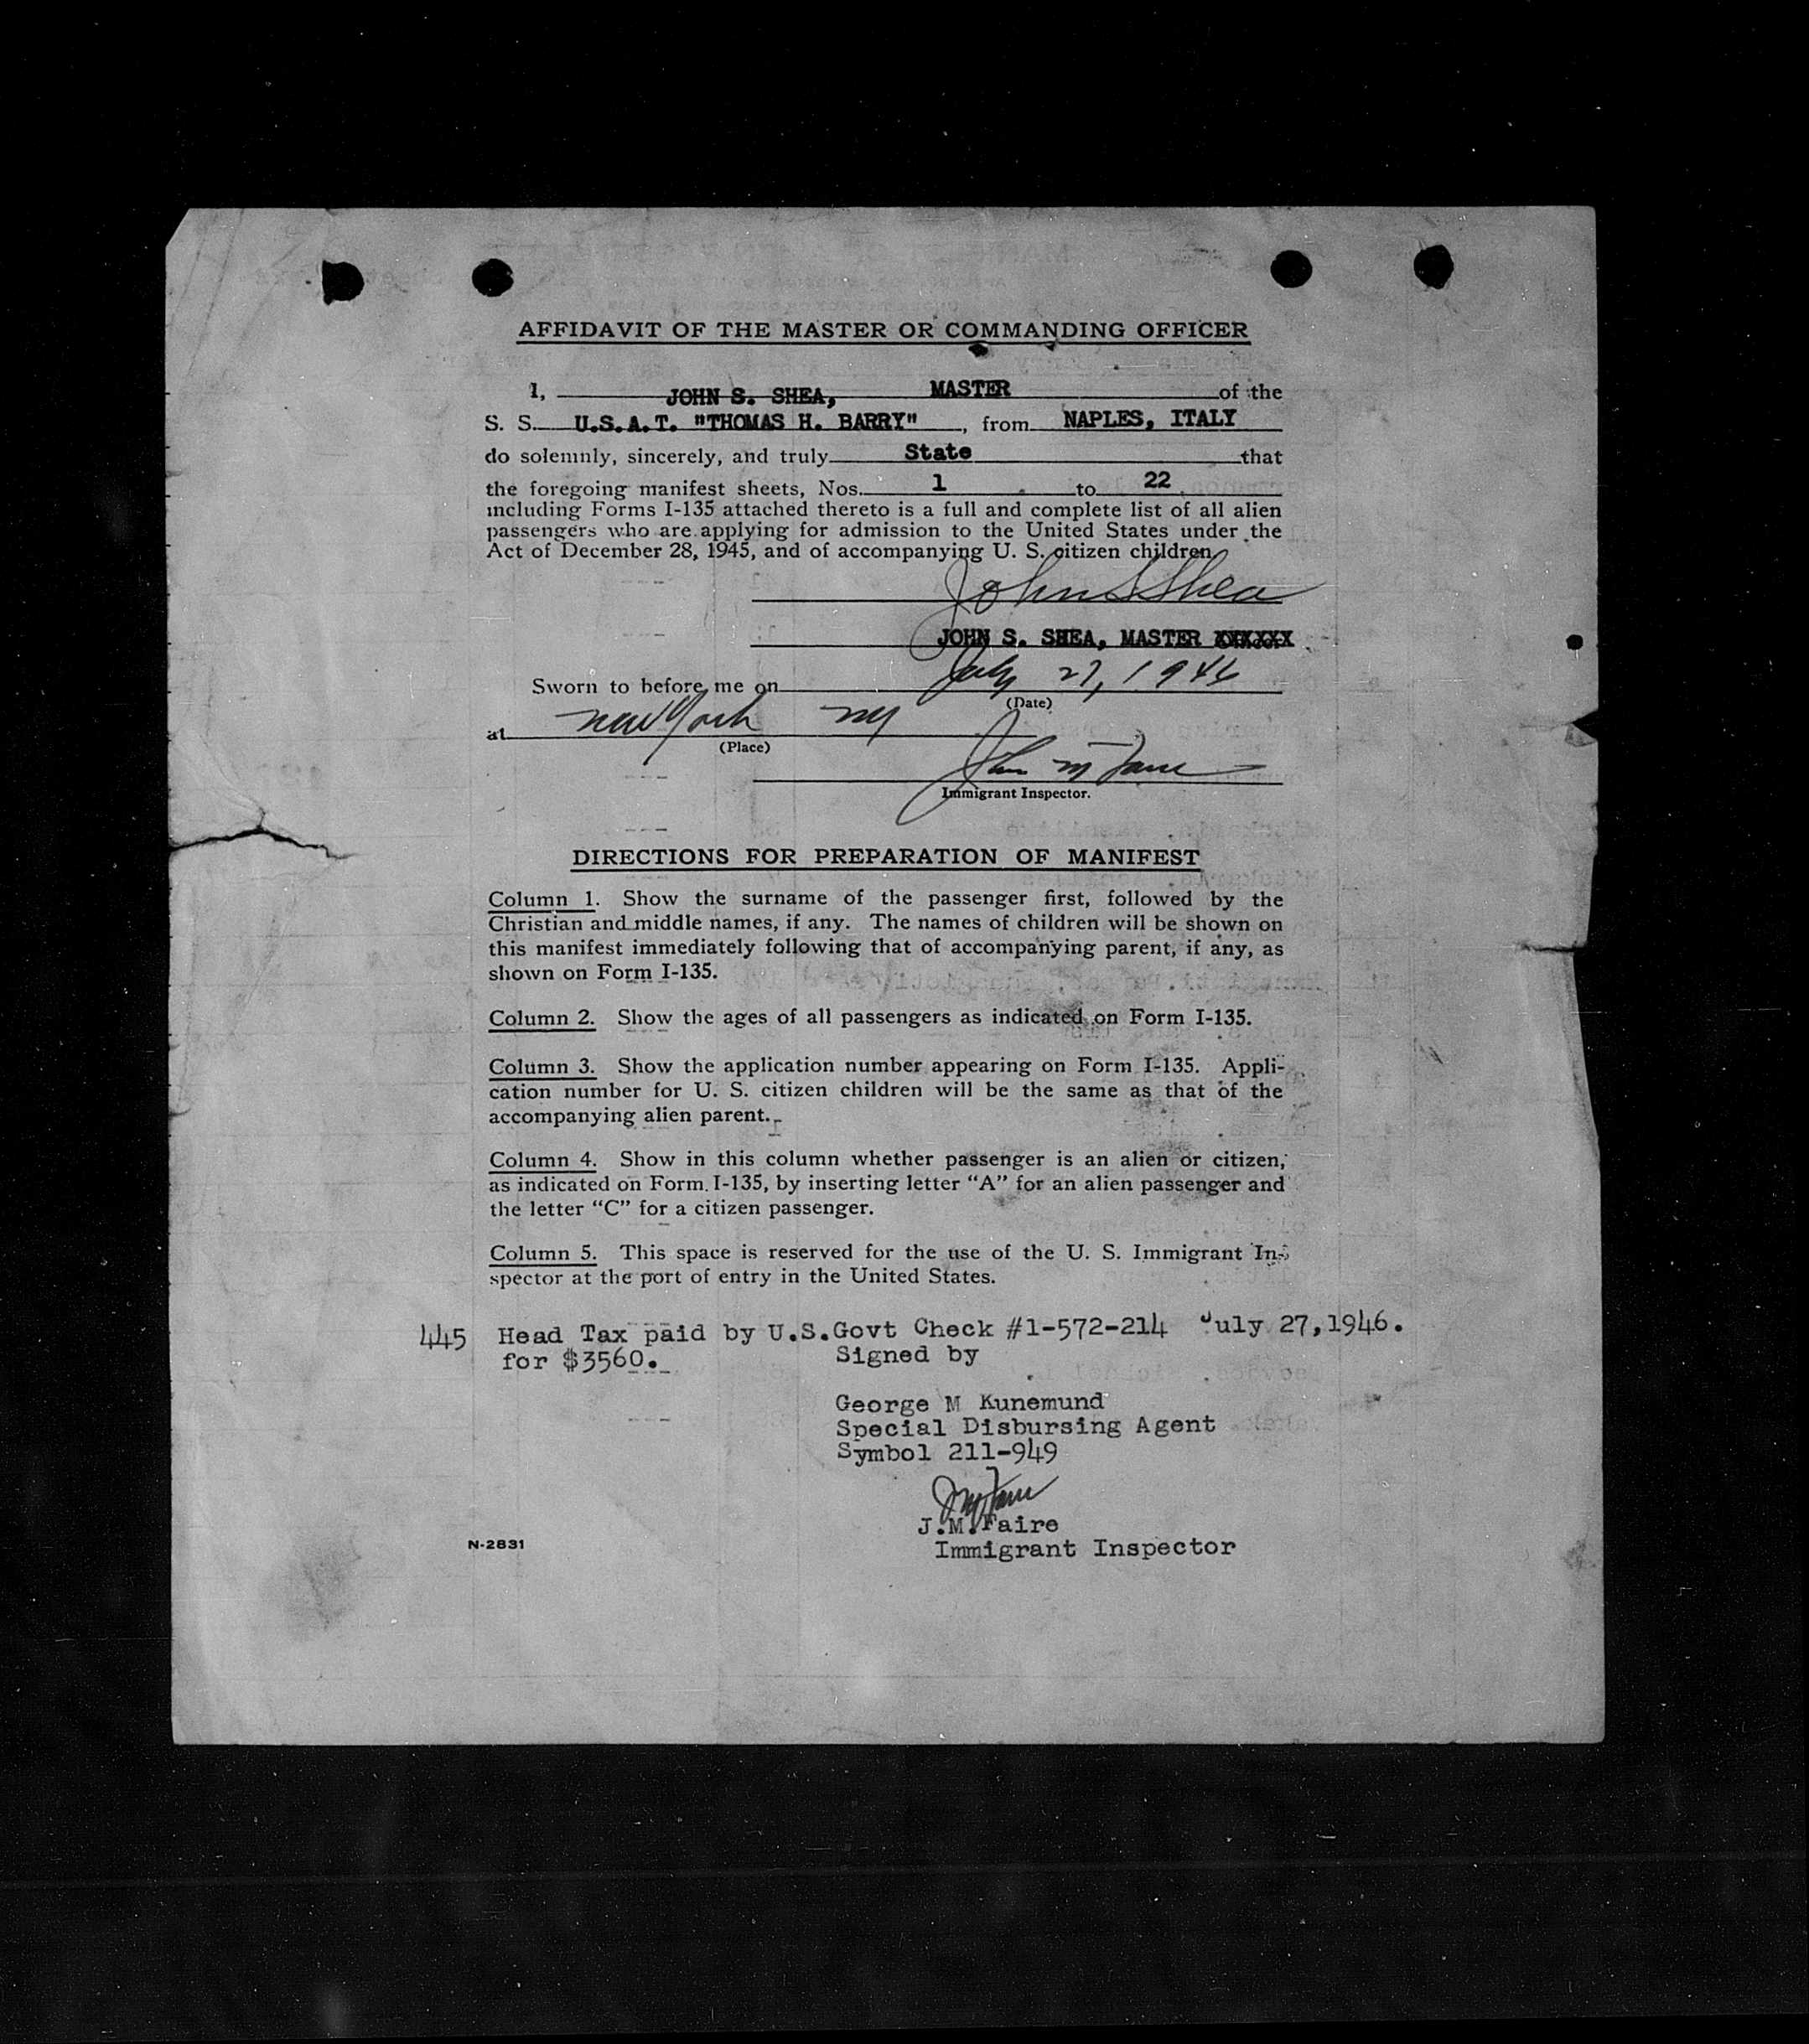 AFFIDAVIT OF THE MASTER OR COMMANDING OFFICER
I, JOHN S. SHEA, MASTER of the
S. S. U.S.A.T. "THOMAS H. BARRY", from NAPLES, ITALY
do solemnly, sincerely, and truly State that
the foregoing manifest sheets, Nos. 1 to 22
including Forms I-135 attached thereto is a full and complete list of all alien
passengers who are applying for admission to the United States under the
Act of December 28, 1945, and of accompanying U. S. citizen children.
John S Shea
JOHN S. SHEA, MASTER XXXXXX
Sworn to before me on July 27, 1946
(Date)
at New York NY
(Place)
John M Faire
Immigrant Inspector.
DIRECTIONS FOR PREPARATION OF MANIFEST
Column 1. Show the surname of the passenger first, followed by the
Christian and middle names, if any. The names of children will be shown on
this manifest immediately following that of accompanying parent, if any, as
shown on Form I-135.
Column 2. Show the ages of all passengers as indicated on Form I-135.
Column 3. Show the application number appearing on Form I-135. Appli-
cation number for U. S. citizen children will be the same as that of the
accompanying alien parent.
Column 4. Show in this column whether passenger is an alien or citizen,
as indicated on Form I-135, by inserting letter "A" for an alien passenger and
the letter "C" for a citizen passenger.
Column 5. This space is reserved for the use of the U. S. Immigrant In-
spector at the port of entry in the United States.
445 Head Tax paid by U.S.Govt Check #1-572-214 July 27,1946.
for $3560. Signed by
George M Kunemund
Special Disbursing Agent
Symbol 211-949
JM Faire
J.M.Faire
N-2831
Immigrant Inspector